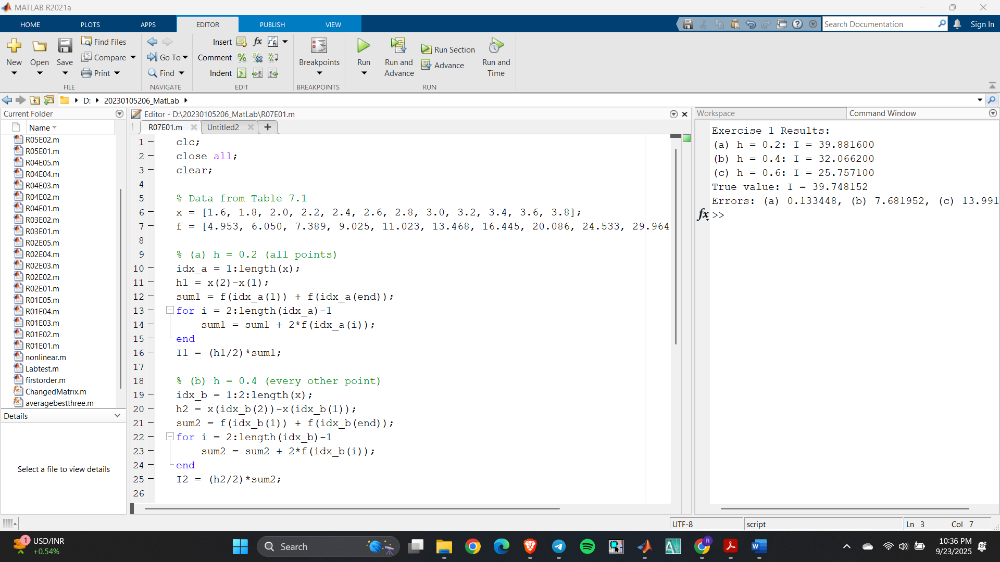 MATLAB R2021a
HOME PLOTS APPS EDITOR PUBLISH VIEW
Search Documentation
Sign In
New
Open
Save
Find Files
Compare
Print
FILE
Go To
Find
NAVIGATE
Insert
Comment
Indent
EDIT
Breakpoints
BREAKPOINTS
Run
Run and
Advance
Run Section
Advance
Run and
Time
RUN
D: 20230105206_MatLab
Current Folder
Name
R05E02.m
R05E01.m
R04E05.m
R04E04.m
R04E03.m
R04E02.m
R04E01.m
R03E02.m
R03E01.m
R02E05.m
R02E04.m
R02E03.m
R02E02.m
R02E01.m
R01E05.m
R01E04.m
R01E03.m
R01E02.m
R01E01.m
nonlinear.m
Labtest.m
firstorder.m
ChangedMatrix.m
averagebestthree.m
Details
Select a file to view details
Editor - D:\20230105206_MatLab\R07E01.m
R07E01.m
Untitled2
1 clc;
2 close all;
3 clear;
4
5 % Data from Table 7.1
6 x = [1.6, 1.8, 2.0, 2.2, 2.4, 2.6, 2.8, 3.0, 3.2, 3.4, 3.6, 3.8];
7 f = [4.953, 6.050, 7.389, 9.025, 11.023, 13.468, 16.445, 20.086, 24.533, 29.964
8
9 % (a) h = 0.2 (all points)
10 idx_a = 1:length(x);
11 h1 = x(2)-x(1);
12 sum1 = f(idx_a(1)) + f(idx_a(end));
13 for i = 2:length(idx_a)-1
14 sum1 = sum1 + 2*f(idx_a(i));
15 end
16 I1 = (h1/2)*sum1;
17
18 % (b) h = 0.4 (every other point)
19 idx_b = 1:2:length(x);
20 h2 = x(idx_b(2))-x(idx_b(1));
21 sum2 = f(idx_b(1)) + f(idx_b(end));
22 for i = 2:length(idx_b)-1
23 sum2 = sum2 + 2*f(idx_b(i));
24 end
25 I2 = (h2/2)*sum2;
26
Workspace
Command Window
Exercise 1 Results:
(a) h = 0.2: I = 39.881600
(b) h = 0.4: I = 32.066200
(c) h = 0.6: I = 25.757100
True value: I = 39.748152
Errors: (a) 0.133448, (b) 7.681952, (c) 13.991
fx >>
UTF-8
script
Ln 3 Col 7
1
USD/INR
+0.54%
Search
R
10:36 PM
9/23/2025